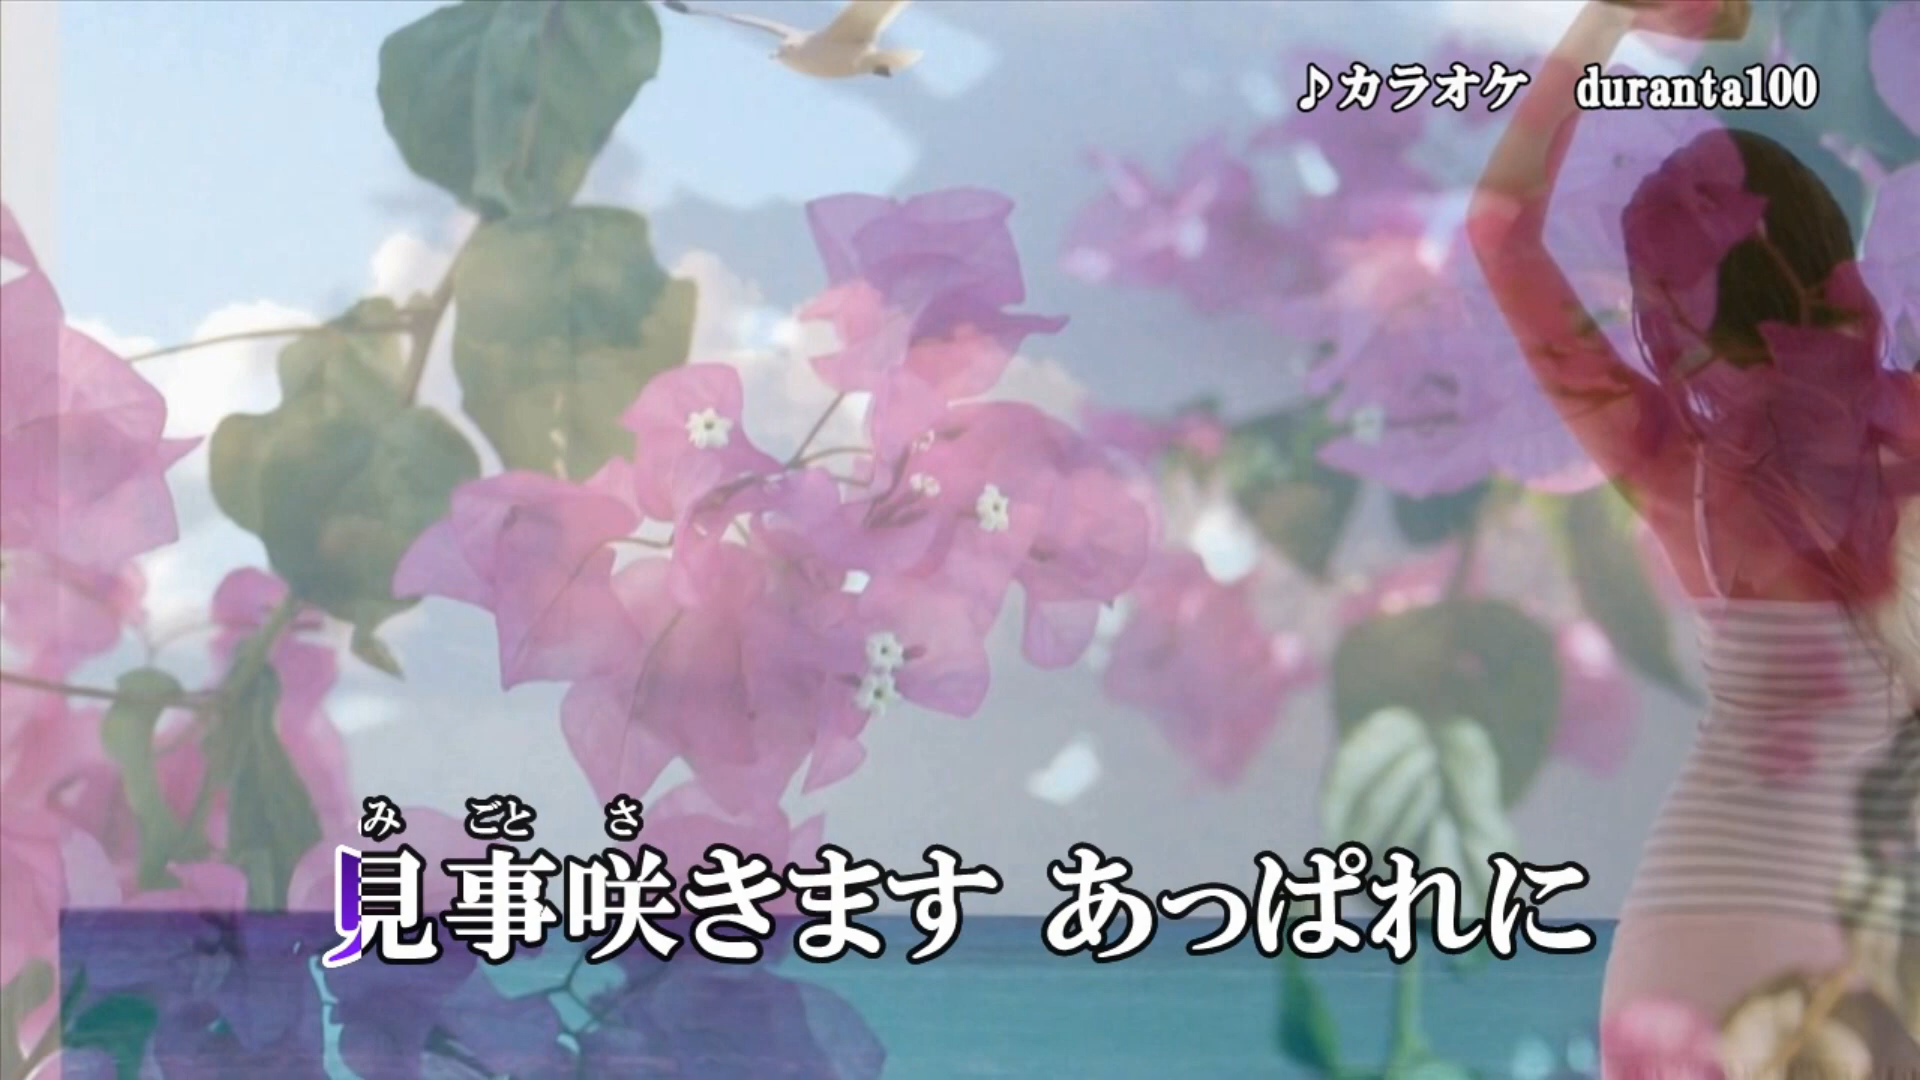 ♪カラオケ　duranta100
み ごと さ
見事咲きます あっぱれに